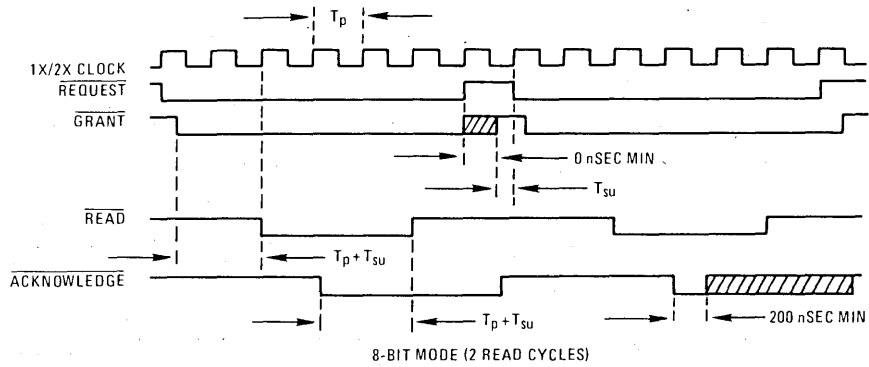 Tp
1X/2X CLOCK
REQUEST
GRANT
0 nSEC MIN
Tsu
READ
Tp + Tsu
ACKNOWLEDGE
Tp + Tsu
200 nSEC MIN
8-BIT MODE (2 READ CYCLES)